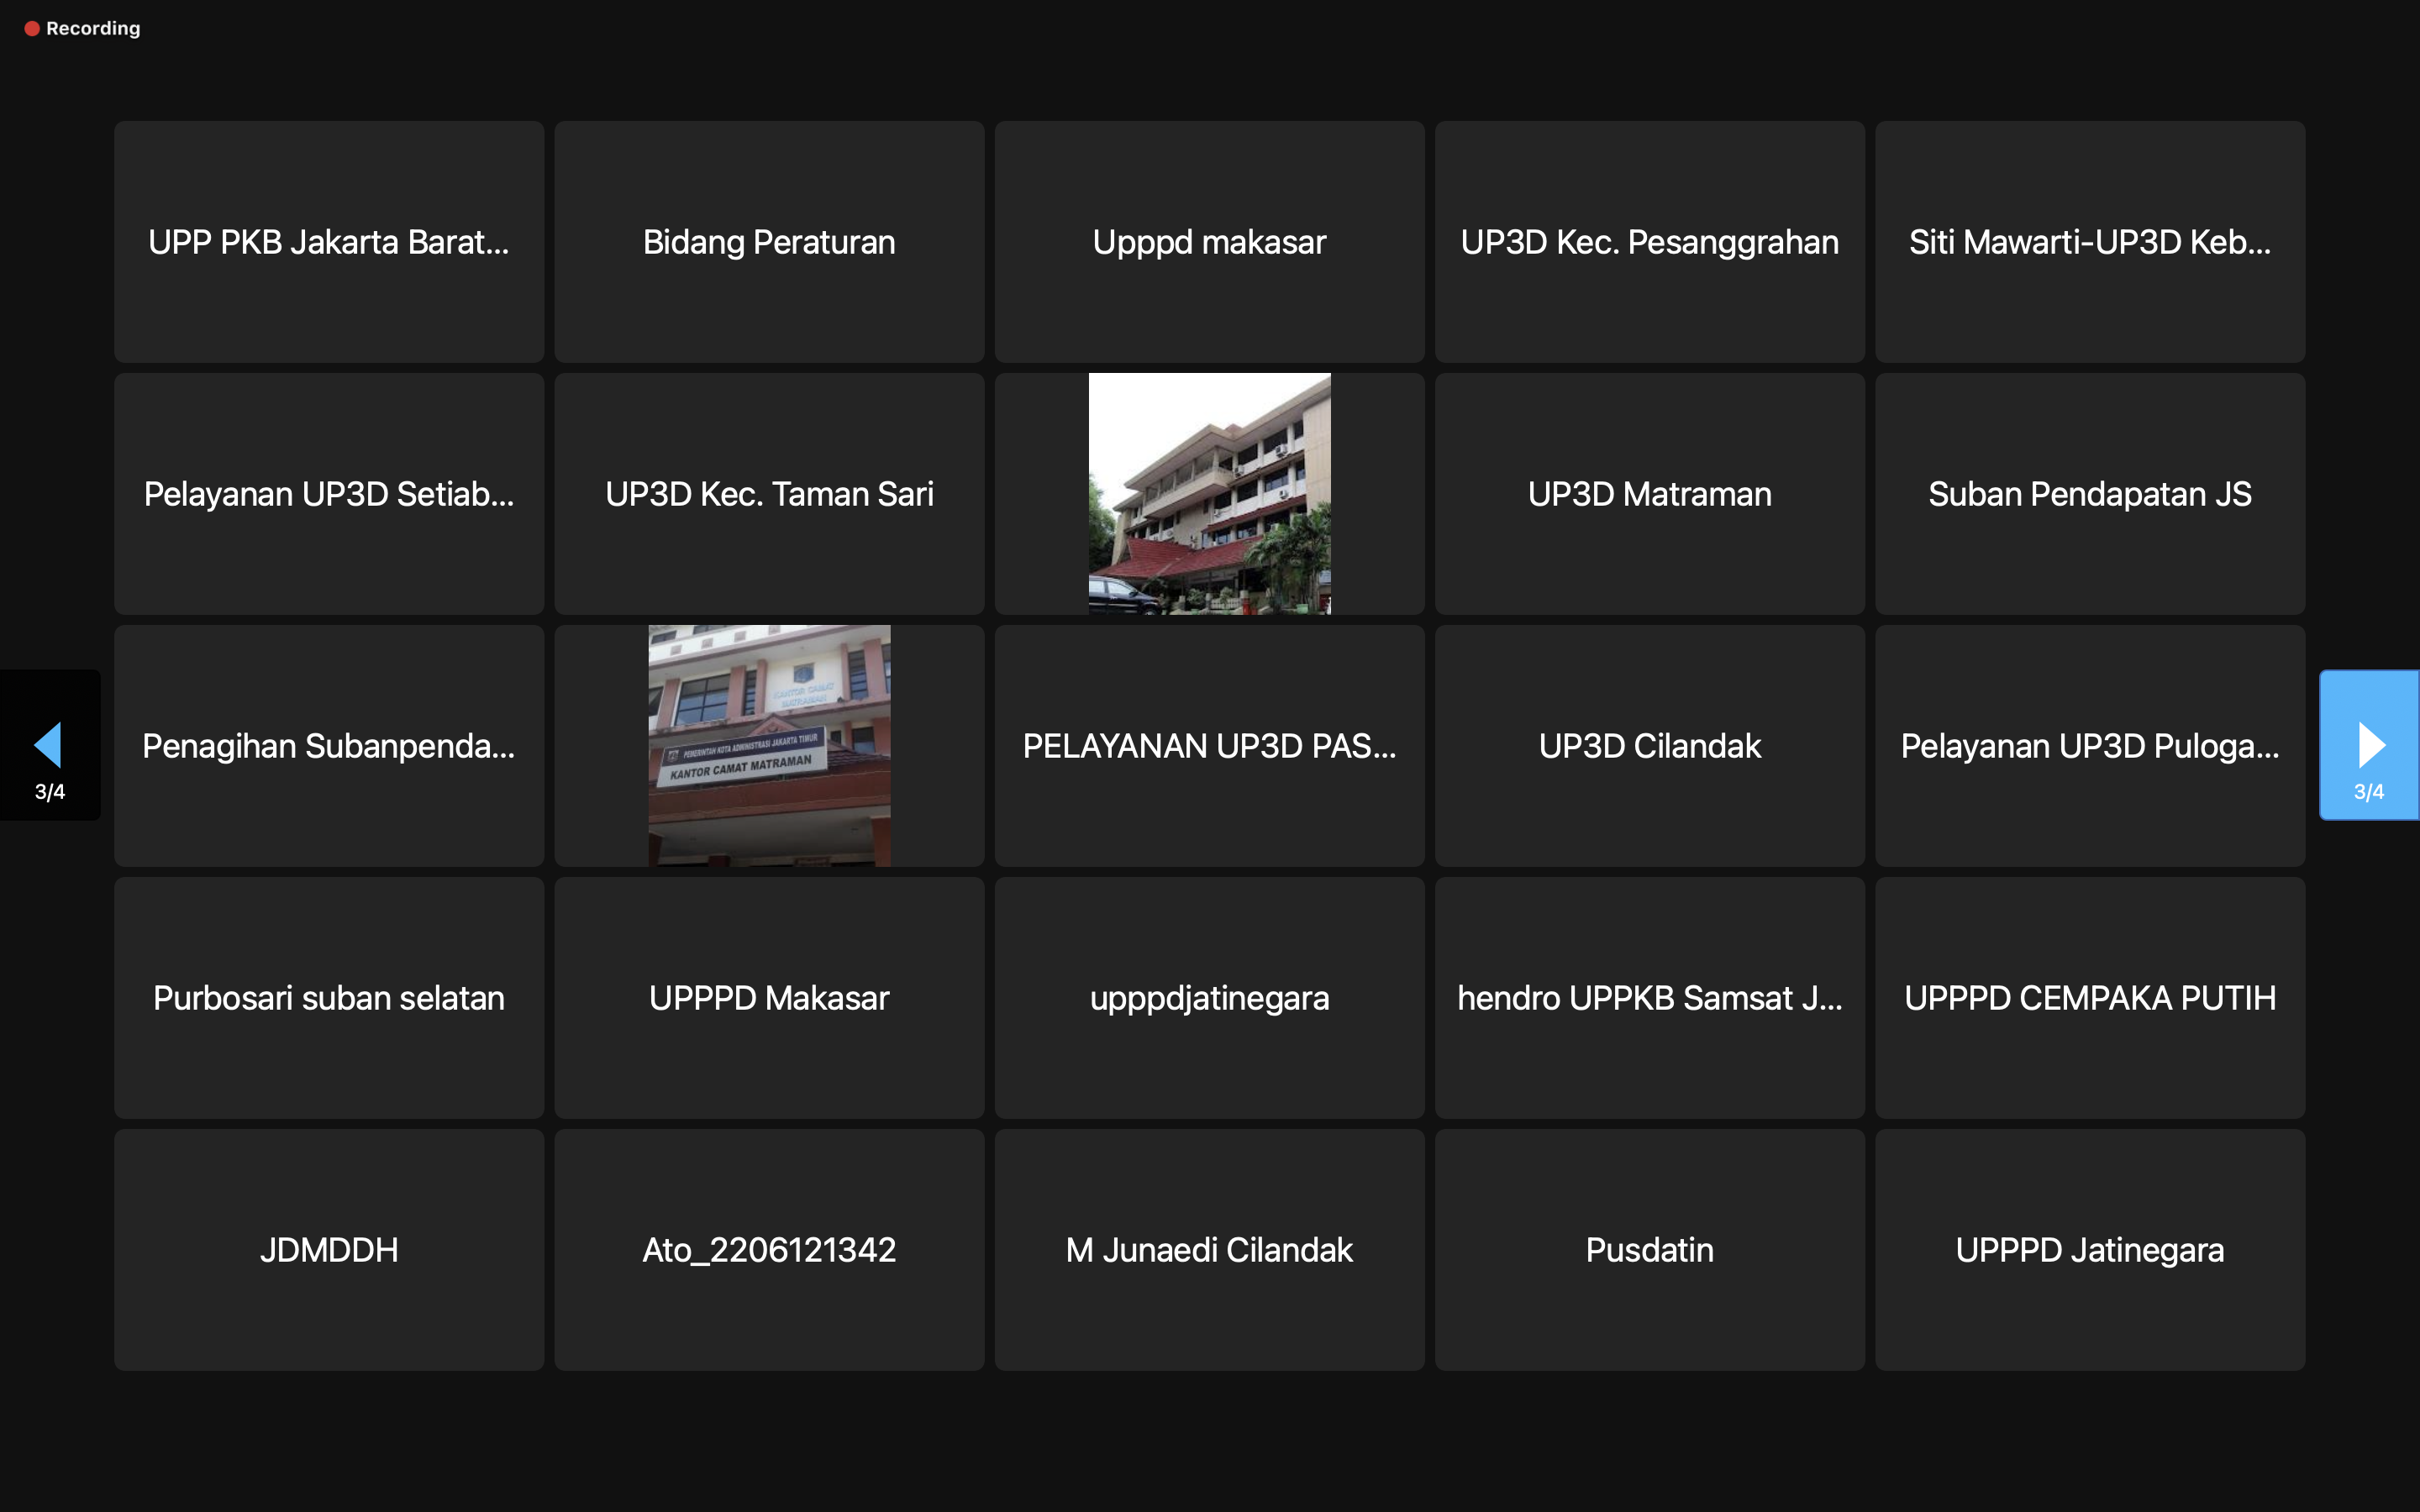 Recording
UPP PKB Jakarta Barat...
Bidang Peraturan
Upppd makasar
UP3D Kec. Pesanggrahan
Siti Mawarti-UP3D Keb...
Pelayanan UP3D Setiab...
UP3D Kec. Taman Sari
UP3D Matraman
Suban Pendapatan JS
Penagihan Subanpenda...
KANTOR CAMAT
MATRAMAN
PEMERINTAH KOTA ADMINISTRASI JAKARTA TIMUR
KANTOR CAMAT MATRAMAN
PELAYANAN UP3D PAS...
UP3D Cilandak
Pelayanan UP3D Puloga...
3/4
3/4
Purbosari suban selatan
UPPPD Makasar
upppdjatinegara
hendro UPPKB Samsat J...
UPPPD CEMPAKA PUTIH
JDMDDH
Ato_2206121342
M Junaedi Cilandak
Pusdatin
UPPPD Jatinegara